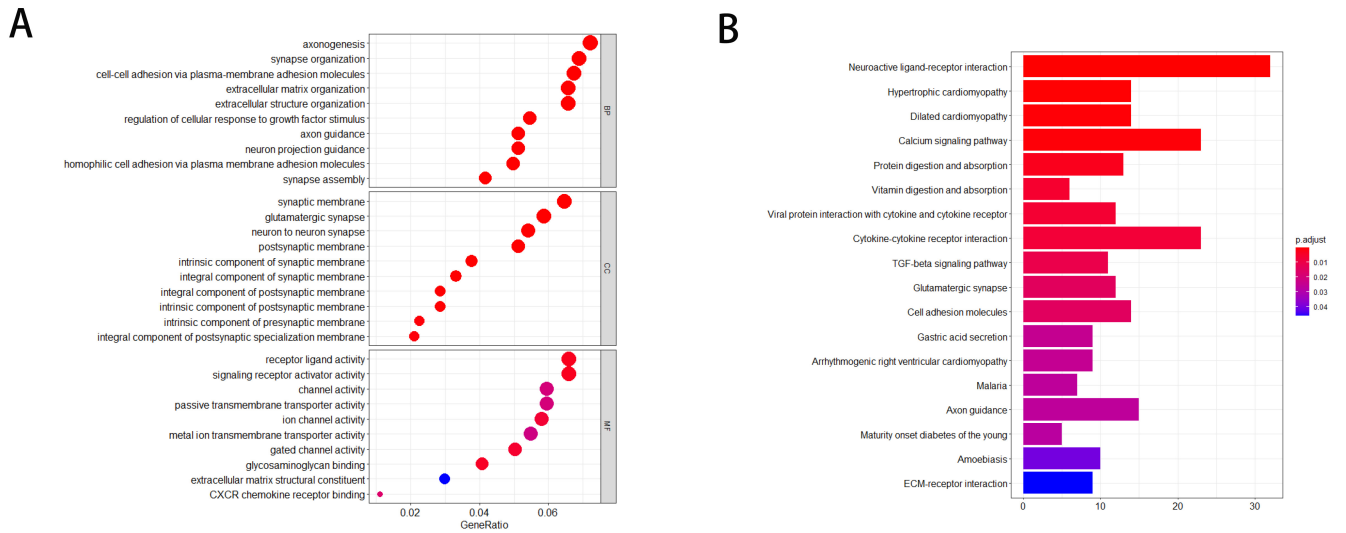 A
axonogenesis
synapse organization
cell-cell adhesion via plasma-membrane adhesion molecules
extracellular matrix organization
extracellular structure organization
regulation of cellular response to growth factor stimulus
axon guidance
neuron projection guidance
homophilic cell adhesion via plasma membrane adhesion molecules
synapse assembly
BP
synaptic membrane
glutamatergic synapse
neuron to neuron synapse
postsynaptic membrane
intrinsic component of synaptic membrane
integral component of synaptic membrane
integral component of postsynaptic membrane
intrinsic component of postsynaptic membrane
intrinsic component of presynaptic membrane
integral component of postsynaptic specialization membrane
CC
receptor ligand activity
signaling receptor activator activity
channel activity
passive transmembrane transporter activity
ion channel activity
metal ion transmembrane transporter activity
gated channel activity
glycosaminoglycan binding
extracellular matrix structural constituent
CXCR chemokine receptor binding
MF
0.02 0.04 0.06
GeneRatio
B
Neuroactive ligand-receptor interaction
Hypertrophic cardiomyopathy
Dilated cardiomyopathy
Calcium signaling pathway
Protein digestion and absorption
Vitamin digestion and absorption
Viral protein interaction with cytokine and cytokine receptor
Cytokine-cytokine receptor interaction
TGF-beta signaling pathway
Glutamatergic synapse
Cell adhesion molecules
Gastric acid secretion
Arrhythmogenic right ventricular cardiomyopathy
Malaria
Axon guidance
Maturity onset diabetes of the young
Amoebiasis
ECM-receptor interaction
0 10 20 30
p.adjust
0.01
0.02
0.03
0.04